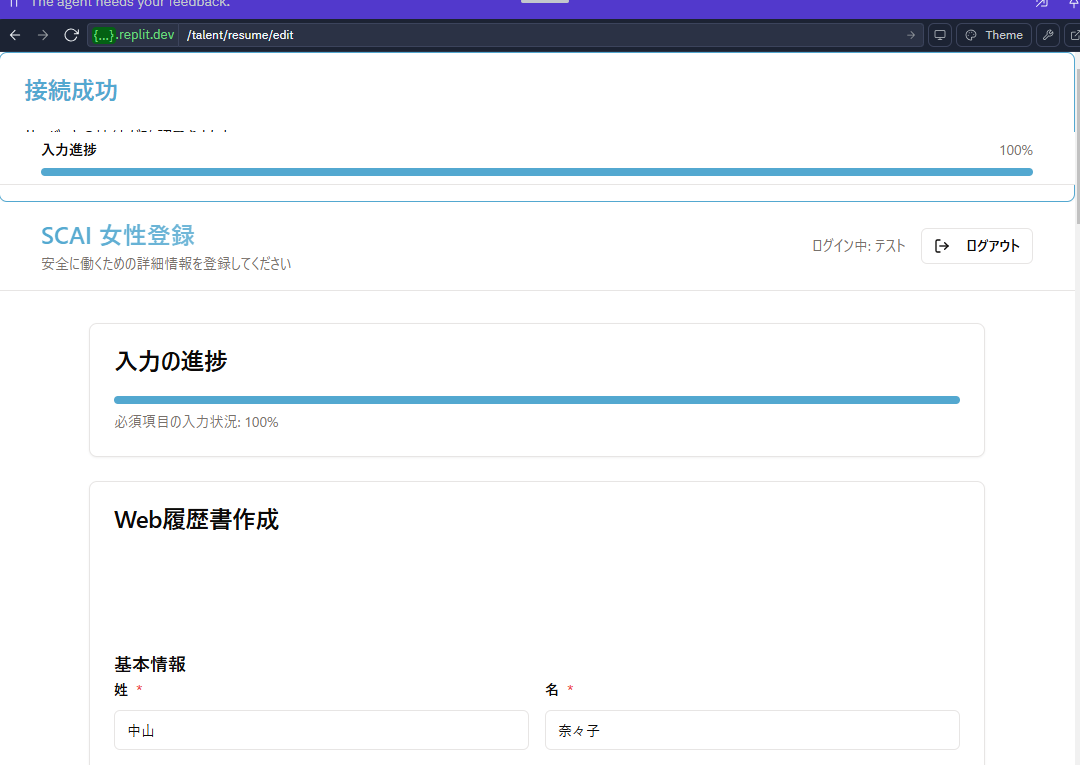 The agent needs your feedback.
{...}.replit.dev /talent/resume/edit
Theme
接続成功
入力進捗 100%
SCAI 女性登録
安全に働くための詳細情報を登録してください
ログイン中: テスト
ログアウト
入力の進捗
必須項目の入力状況: 100%
Web履歴書作成
基本情報
姓 * 名 *
中山 奈々子